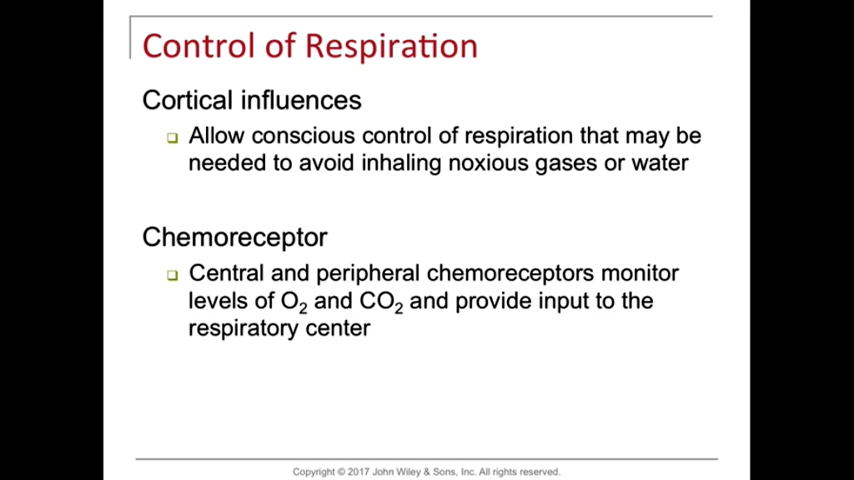 Control of Respiration
Cortical influences
Allow conscious control of respiration that may be
needed to avoid inhaling noxious gases or water
Chemoreceptor
Central and peripheral chemoreceptors monitor
levels of O₂ and CO₂ and provide input to the
respiratory center
Copyright © 2017 John Wiley & Sons, Inc. All rights reserved.